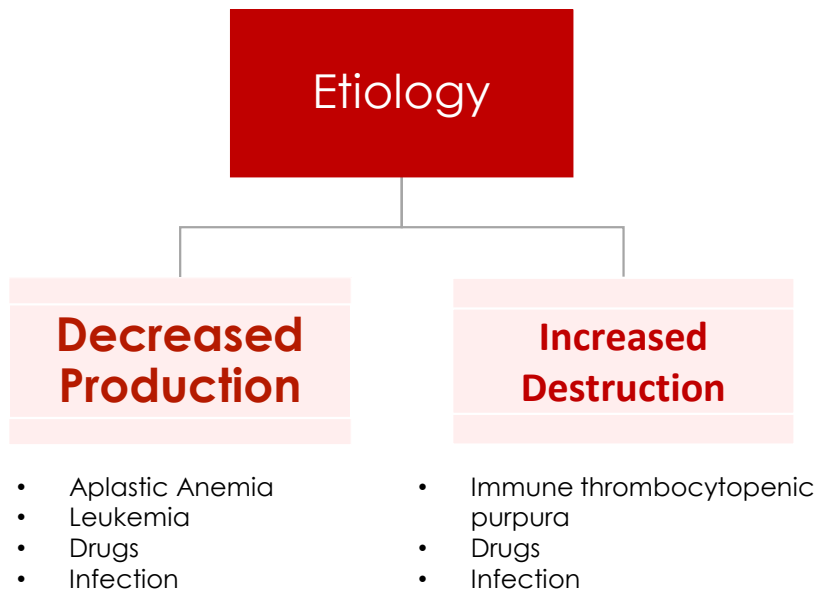 Etiology
Decreased
Production
• Aplastic Anemia
• Leukemia
• Drugs
• Infection
Increased
Destruction
• Immune thrombocytopenic
purpura
• Drugs
• Infection